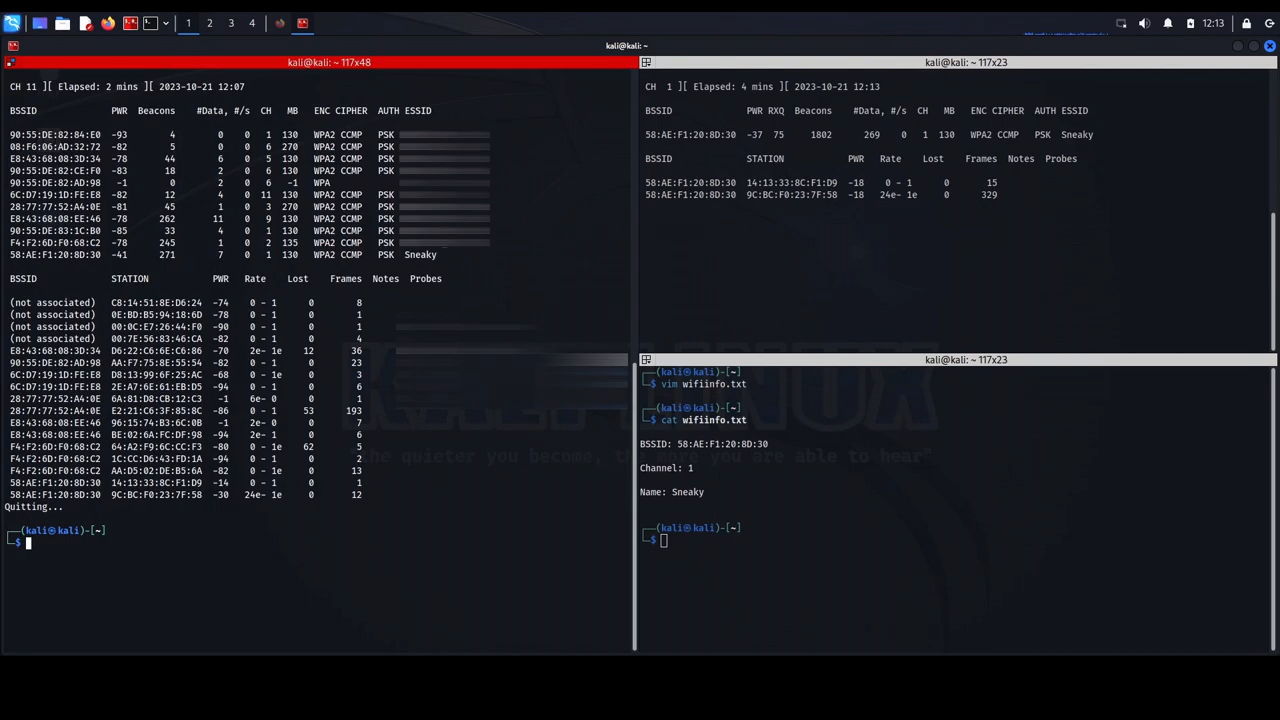 1 2 3 4 12:13
kali@kali: ~
kali@kali: ~ 117x48
CH 11 ][ Elapsed: 2 mins ][ 2023-10-21 12:07
BSSID PWR Beacons #Data, #/s CH MB ENC CIPHER AUTH ESSID
90:55:DE:82:84:E0 -93 4 0 0 1 130 WPA2 CCMP PSK
08:F6:06:AD:32:72 -82 5 0 0 6 270 WPA2 CCMP PSK
E8:43:68:08:3D:34 -78 44 6 0 5 130 WPA2 CCMP PSK
90:55:DE:82:CE:F0 -83 18 2 0 6 130 WPA2 CCMP PSK
90:55:DE:82:AD:98 -1 0 2 0 6 -1 WPA
6C:D7:19:1D:FE:E8 -82 12 4 0 11 130 WPA2 CCMP PSK
28:77:77:52:A4:0E -81 45 1 0 3 270 WPA2 CCMP PSK
E8:43:68:08:EE:46 -78 262 11 0 9 130 WPA2 CCMP PSK
90:55:DE:83:1C:B0 -85 33 4 0 1 130 WPA2 CCMP PSK
F4:F2:6D:F0:68:C2 -78 245 1 0 2 135 WPA2 CCMP PSK
58:AE:F1:20:8D:30 -41 271 7 0 1 130 WPA2 CCMP PSK Sneaky
BSSID STATION PWR Rate Lost Frames Notes Probes
(not associated) C8:14:51:8E:D6:24 -74 0 - 1 0 8
(not associated) 0E:BD:B5:94:18:6D -78 0 - 1 0 1
(not associated) 00:0C:E7:26:44:F0 -90 0 - 1 0 1
(not associated) 00:7E:56:83:46:CA -82 0 - 1 0 4
E8:43:68:08:3D:34 D6:22:C6:6E:C6:86 -70 2e- 1e 12 36
90:55:DE:82:AD:98 AA:F7:75:8E:55:54 -82 0 - 1 0 23
6C:D7:19:1D:FE:E8 D8:13:99:6F:25:AC -68 0 - 1e 0 3
6C:D7:19:1D:FE:E8 2E:A7:6E:61:EB:D5 -94 0 - 1 0 6
28:77:77:52:A4:0E 6A:81:D8:CB:12:C3 -1 6e- 0 0 1
28:77:77:52:A4:0E E2:21:C6:3F:85:8C -86 0 - 1 53 193
E8:43:68:08:EE:46 96:15:74:B3:6C:0B -1 2e- 0 0 7
E8:43:68:08:EE:46 BE:02:6A:FC:DF:98 -94 2e- 1 0 6
F4:F2:6D:F0:68:C2 64:A2:F9:6C:CC:F3 -80 0 - 1e 62 5
F4:F2:6D:F0:68:C2 1C:CC:D6:43:FD:1A -94 0 - 1 0 2
F4:F2:6D:F0:68:C2 AA:D5:02:DE:B5:6A -82 0 - 1e 0 13
58:AE:F1:20:8D:30 14:13:33:8C:F1:D9 -14 0 - 1 0 1
58:AE:F1:20:8D:30 9C:BC:F0:23:7F:58 -30 24e- 1e 0 12
Quitting...
┌──(kali㉿kali)-[~]
└─$
kali@kali: ~ 117x23
CH 1 ][ Elapsed: 4 mins ][ 2023-10-21 12:13
BSSID PWR RXQ Beacons #Data, #/s CH MB ENC CIPHER AUTH ESSID
58:AE:F1:20:8D:30 -37 75 1802 269 0 1 130 WPA2 CCMP PSK Sneaky
BSSID STATION PWR Rate Lost Frames Notes Probes
58:AE:F1:20:8D:30 14:13:33:8C:F1:D9 -18 0 - 1 0 15
58:AE:F1:20:8D:30 9C:BC:F0:23:7F:58 -18 24e- 1e 0 329
kali@kali: ~ 117x23
┌──(kali㉿kali)-[~]
└─$ vim wifiinfo.txt
┌──(kali㉿kali)-[~]
└─$ cat wifiinfo.txt
BSSID: 58:AE:F1:20:8D:30
Channel: 1
Name: Sneaky
┌──(kali㉿kali)-[~]
└─$
KALI LINUX
"the quieter you become, the more you are able to hear"